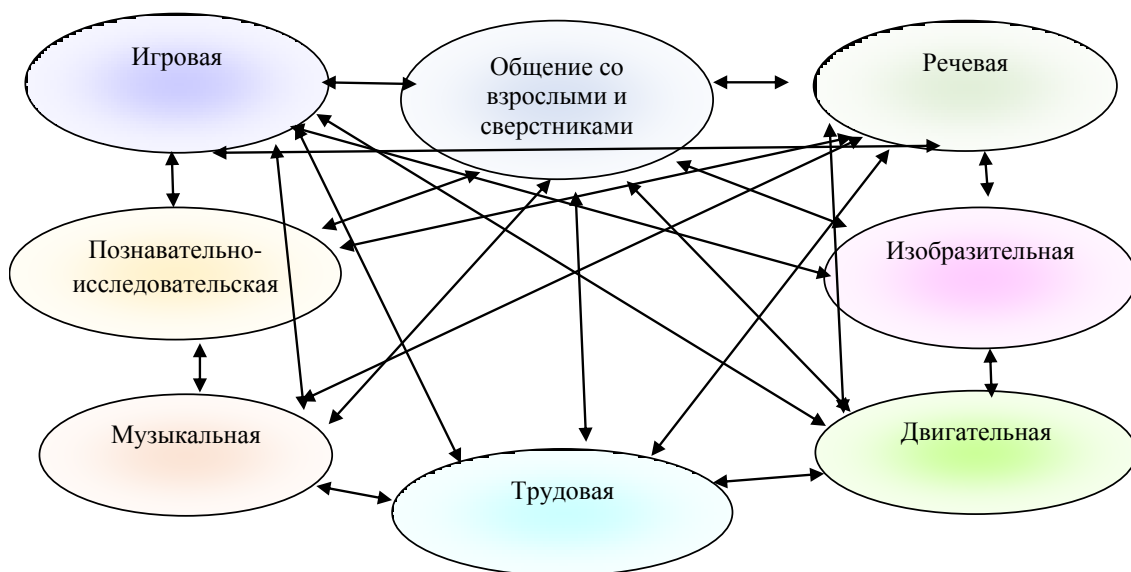 Игровая
Общение со
взрослыми и
сверстниками
Речевая
Познавательно-
исследовательская
Изобразительная
Музыкальная
Трудовая
Двигательная